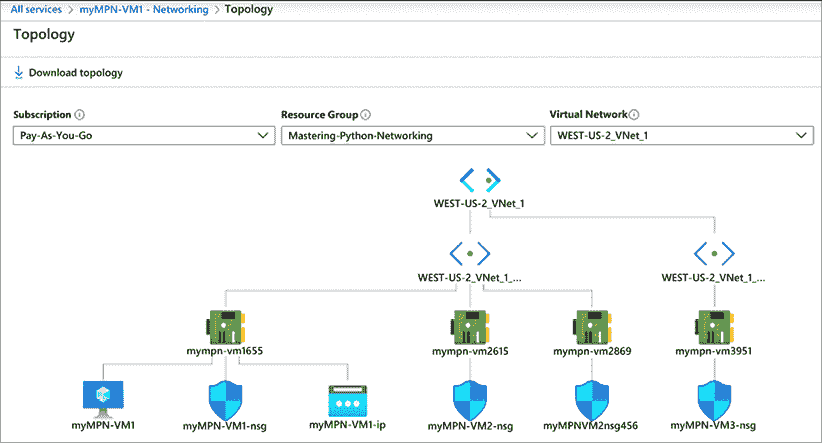 All services > myMPN-VM1 - Networking > Topology
Topology
Download topology
Subscription Resource Group Virtual Network
Pay-As-You-Go Mastering-Python-Networking WEST-US-2_VNet_1
WEST-US-2_VNet_1
WEST-US-2_VNet_1_... WEST-US-2_VNet_1_...
mympn-vm1655 mympn-vm2615 mympn-vm2869 mympn-vm3951
myMPN-VM1 myMPN-VM1-nsg myMPN-VM1-ip myMPN-VM2-nsg myMPNVM2nsg456 myMPN-VM3-nsg